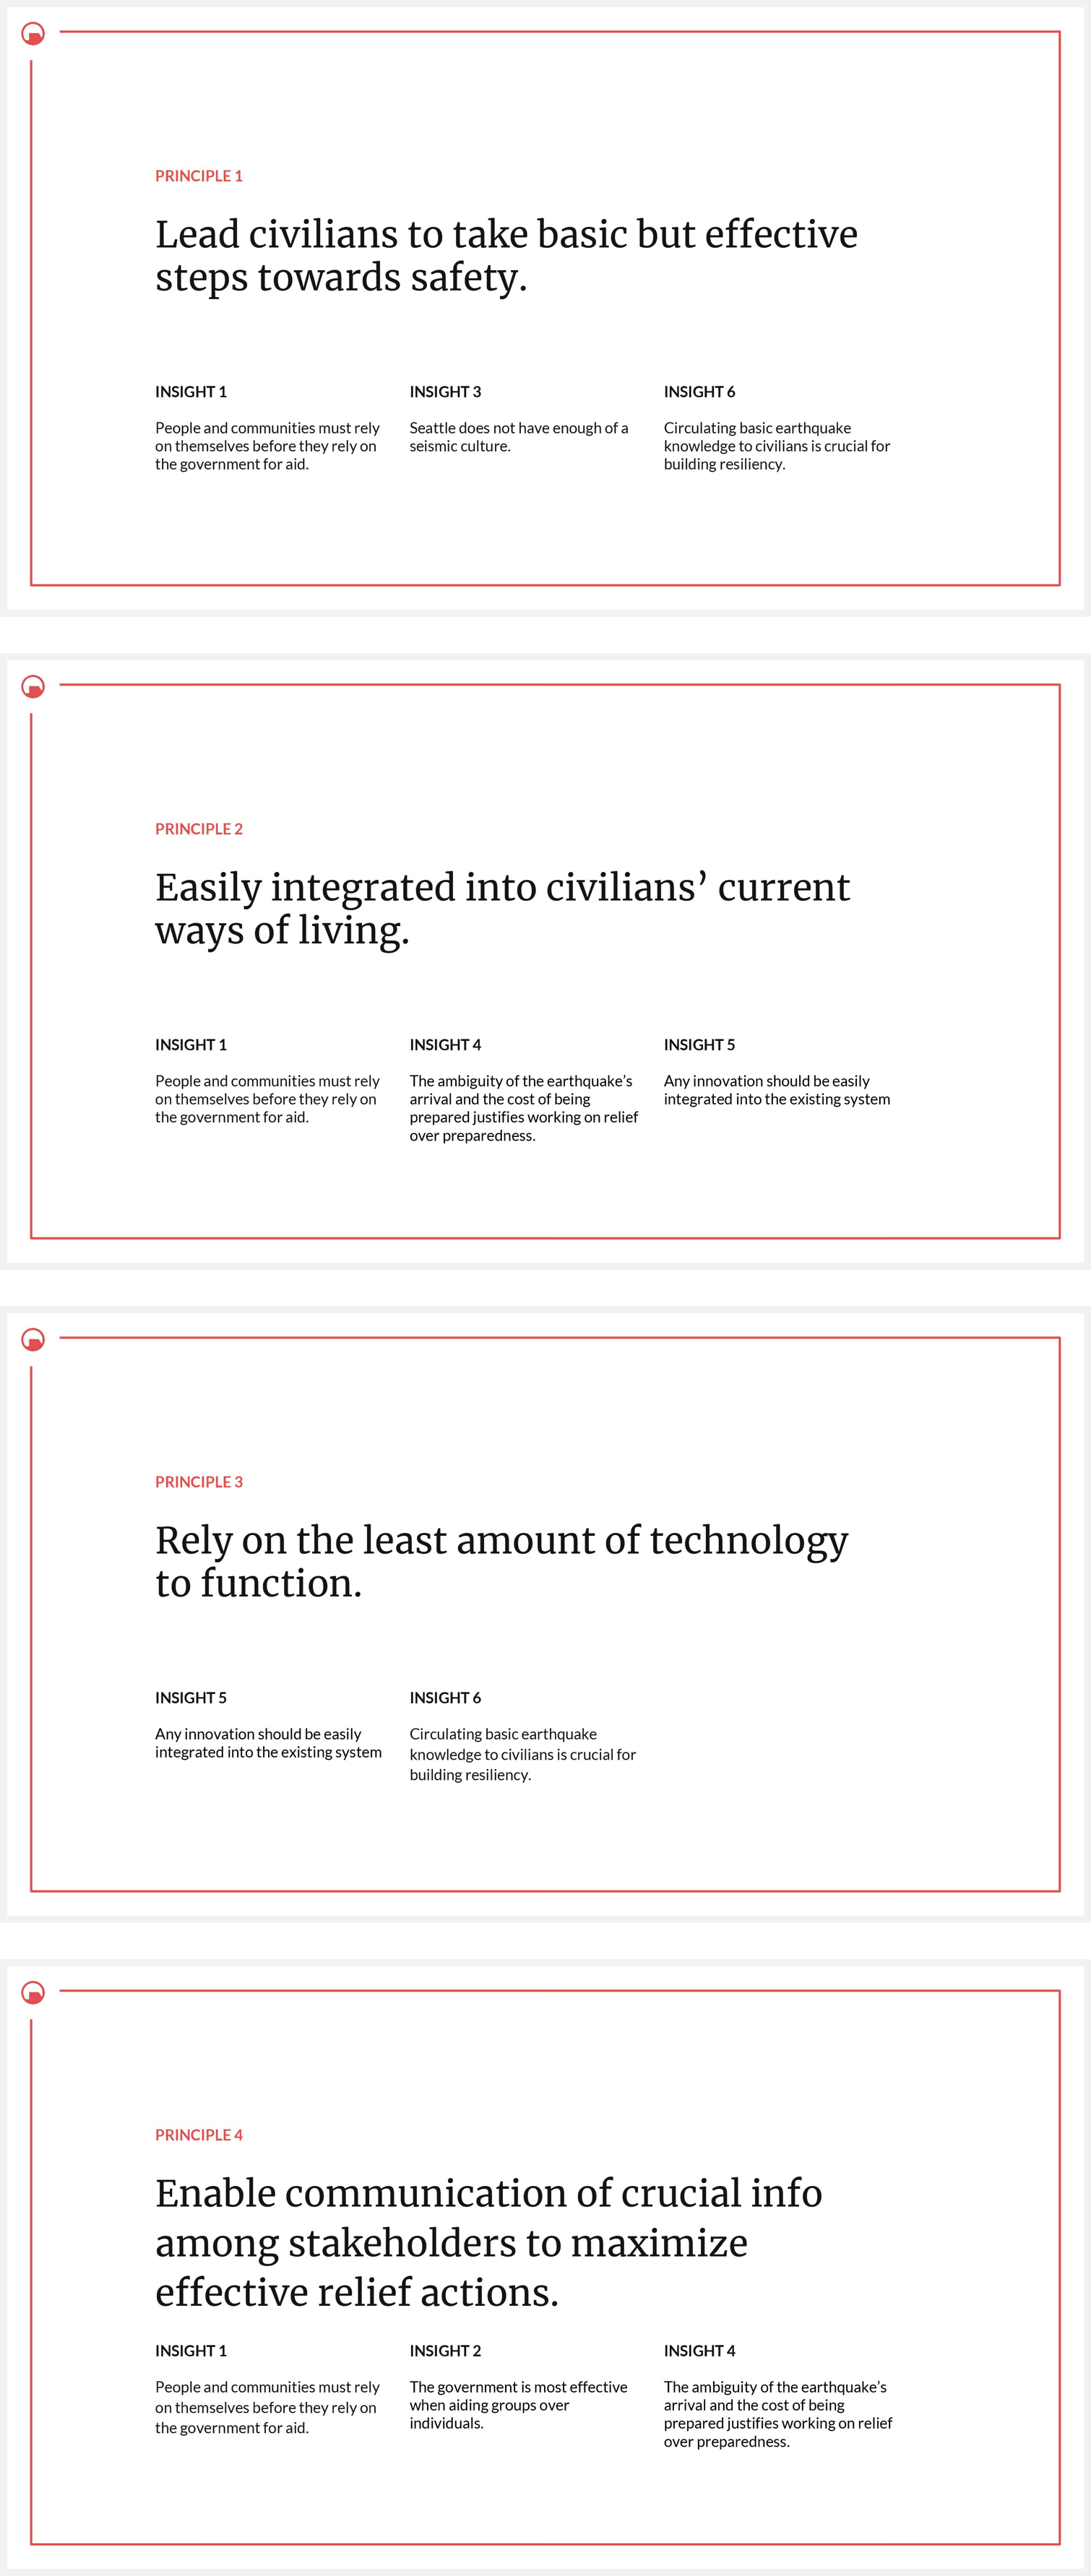 PRINCIPLE 1
Lead civilians to take basic but effective
steps towards safety.
INSIGHT 1
People and communities must rely
on themselves before they rely on
the government for aid.
INSIGHT 3
Seattle does not have enough of a
seismic culture.
INSIGHT 6
Circulating basic earthquake
knowledge to civilians is crucial for
building resiliency.
PRINCIPLE 2
Easily integrated into civilians’ current
ways of living.
INSIGHT 1
People and communities must rely
on themselves before they rely on
the government for aid.
INSIGHT 4
The ambiguity of the earthquake’s
arrival and the cost of being
prepared justifies working on relief
over preparedness.
INSIGHT 5
Any innovation should be easily
integrated into the existing system
PRINCIPLE 3
Rely on the least amount of technology
to function.
INSIGHT 5
Any innovation should be easily
integrated into the existing system
INSIGHT 6
Circulating basic earthquake
knowledge to civilians is crucial for
building resiliency.
PRINCIPLE 4
Enable communication of crucial info
among stakeholders to maximize
effective relief actions.
INSIGHT 1
People and communities must rely
on themselves before they rely on
the government for aid.
INSIGHT 2
The government is most effective
when aiding groups over
individuals.
INSIGHT 4
The ambiguity of the earthquake’s
arrival and the cost of being
prepared justifies working on relief
over preparedness.